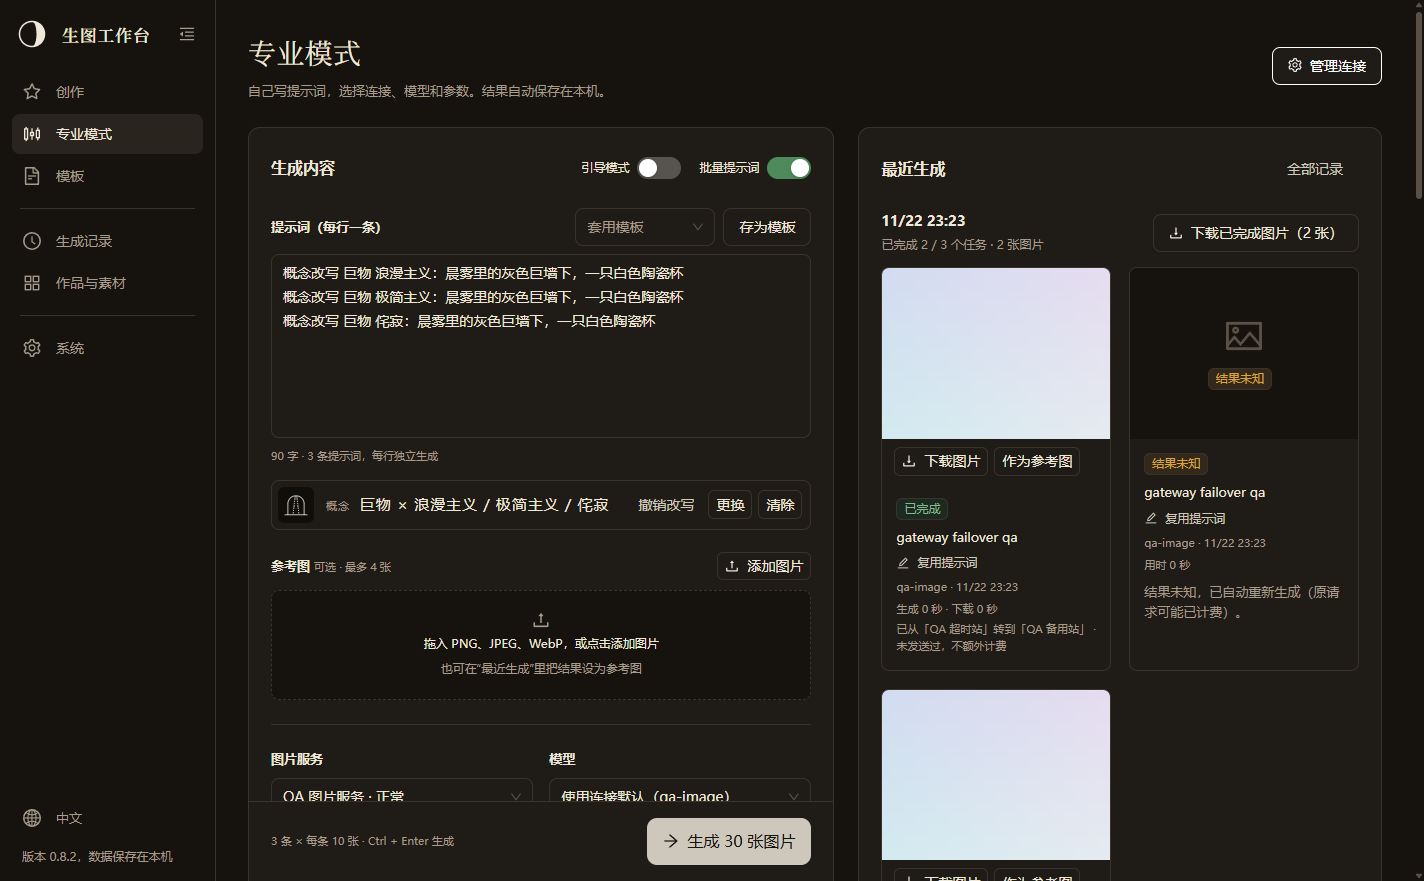 生图工作台
创作
专业模式
模板
生成记录
作品与素材
系统
中文
版本 0.8.2，数据保存在本机
专业模式
自己写提示词，选择连接、模型和参数。结果自动保存在本机。
管理连接
生成内容
引导模式
批量提示词
提示词（每行一条）
套用模板
存为模板
概念改写 巨物 浪漫主义：晨雾里的灰色巨墙下，一只白色陶瓷杯
概念改写 巨物 极简主义：晨雾里的灰色巨墙下，一只白色陶瓷杯
概念改写 巨物 侘寂：晨雾里的灰色巨墙下，一只白色陶瓷杯
90 字 · 3 条提示词，每行独立生成
概念 巨物 × 浪漫主义 / 极简主义 / 侘寂
撤销改写
更换
清除
参考图 可选 · 最多 4 张
添加图片
拖入 PNG、JPEG、WebP，或点击添加图片
也可在“最近生成”里把结果设为参考图
图片服务
模型
QA 图片服务 · 正常
使用连接默认（qa-image）
3 条 × 每条 10 张 · Ctrl + Enter 生成
生成 30 张图片
最近生成
全部记录
11/22 23:23
已完成 2 / 3 个任务 · 2 张图片
下载已完成图片（2 张）
下载图片
作为参考图
已完成
gateway failover qa
复用提示词
qa-image · 11/22 23:23
生成 0 秒 · 下载 0 秒
已从「QA 超时站」转到「QA 备用站」 ·
未发送过，不额外计费
结果未知
结果未知
gateway failover qa
复用提示词
qa-image · 11/22 23:23
用时 0 秒
结果未知，已自动重新生成（原请
求可能已计费）。
下载图片
作为参考图